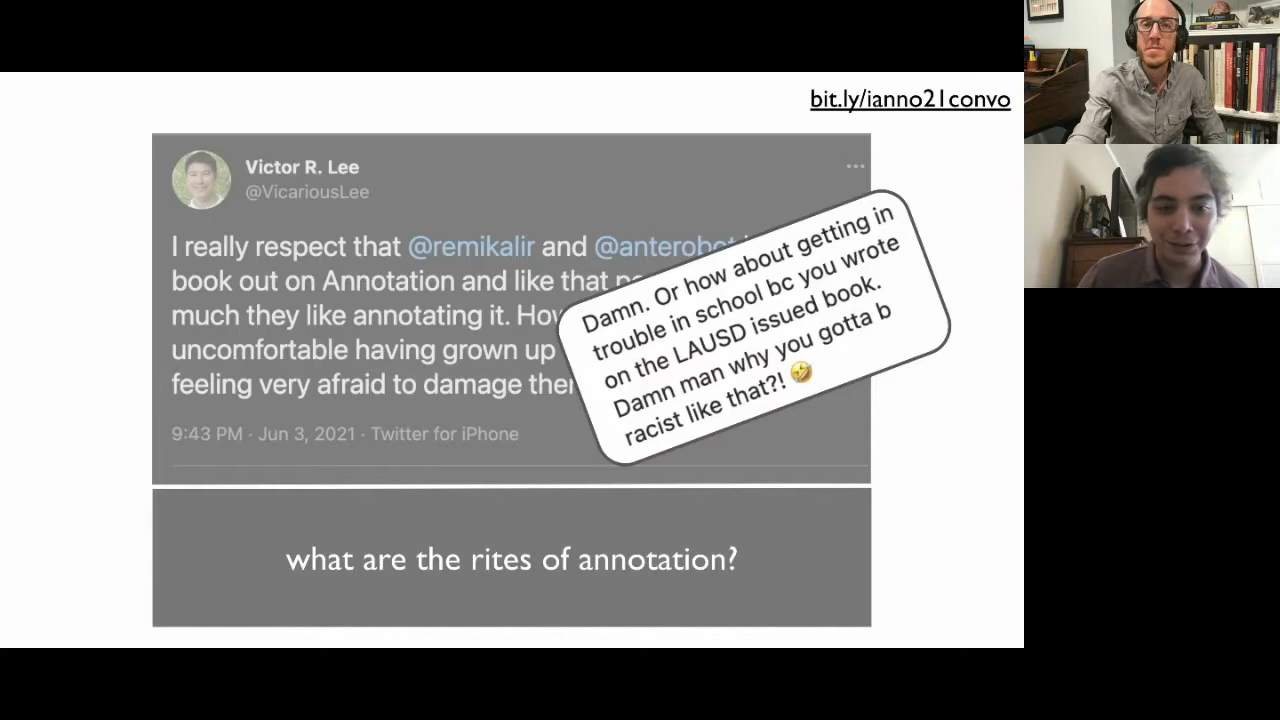 bit.ly/ianno21convo
Victor R. Lee
@VicariousLee
I really respect that @remikalir and @anterobot
book out on Annotation and like that
much they like annotating it.
uncomfortable having grown up
feeling very afraid to damage
9:43 PM · Jun 3, 2021 · Twitter for iPhone
Damn. Or how about getting in
trouble in school bc you wrote
on the LAUSD issued book.
Damn man why you gotta b
racist like that?! 🤣
what are the rites of annotation?